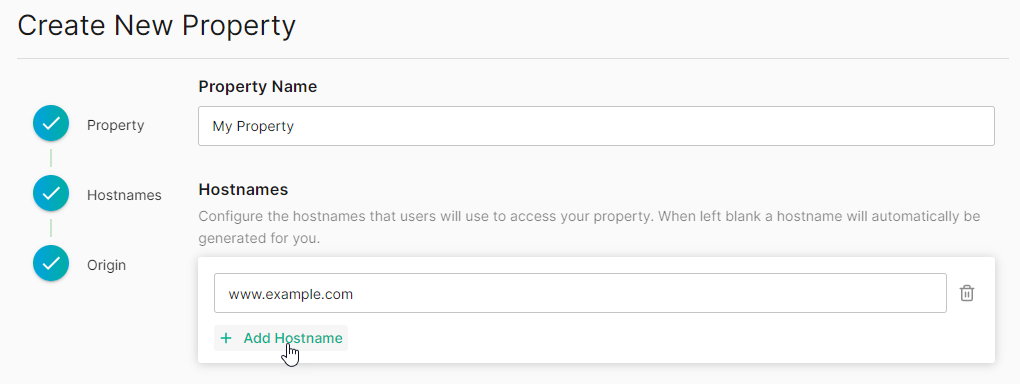 Create New Property
Property
Hostnames
Origin
Property Name
My Property
Hostnames
Configure the hostnames that users will use to access your property. When left blank a hostname will automatically be
generated for you.
www.example.com
+ Add Hostname